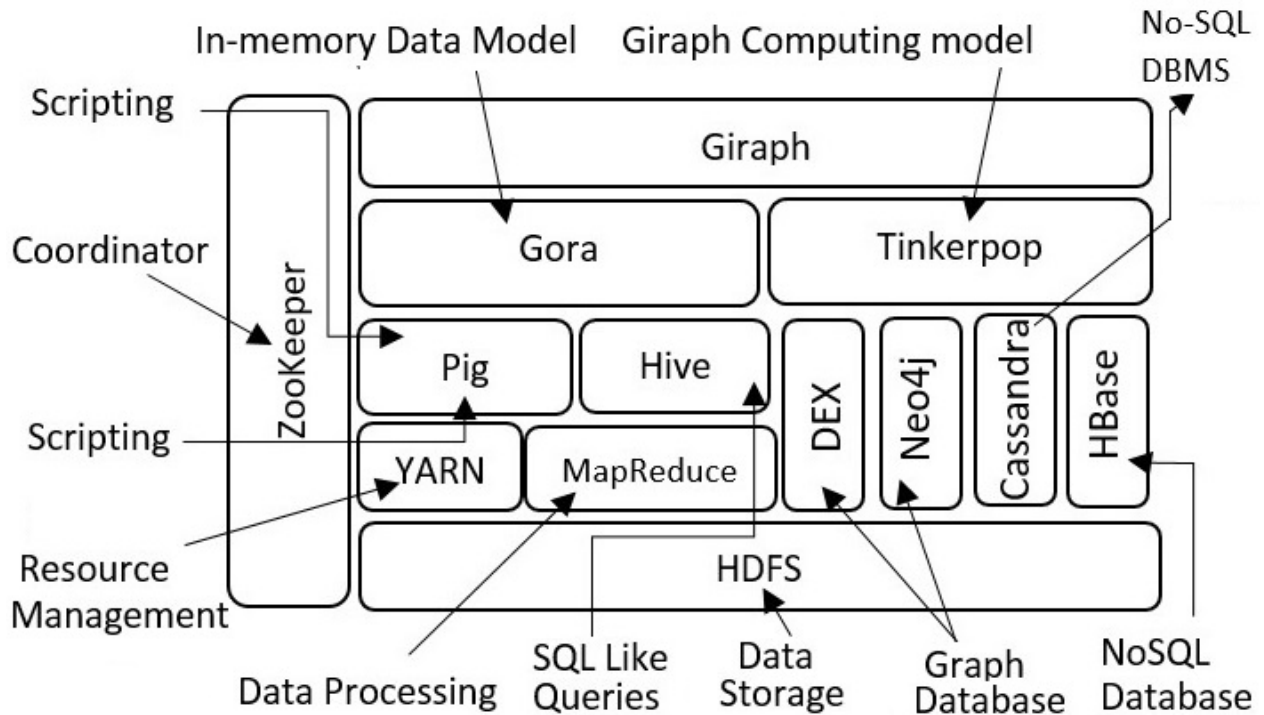 In-memory Data Model
Giraph Computing model
No-SQL
DBMS
Scripting
Giraph
Gora
Tinkerpop
Coordinator
ZooKeeper
Pig
Hive
DEX
Neo4j
Cassandra
HBase
Scripting
YARN
MapReduce
Resource
Management
HDFS
Data Processing
SQL Like
Queries
Data
Storage
Graph
Database
NoSQL
Database